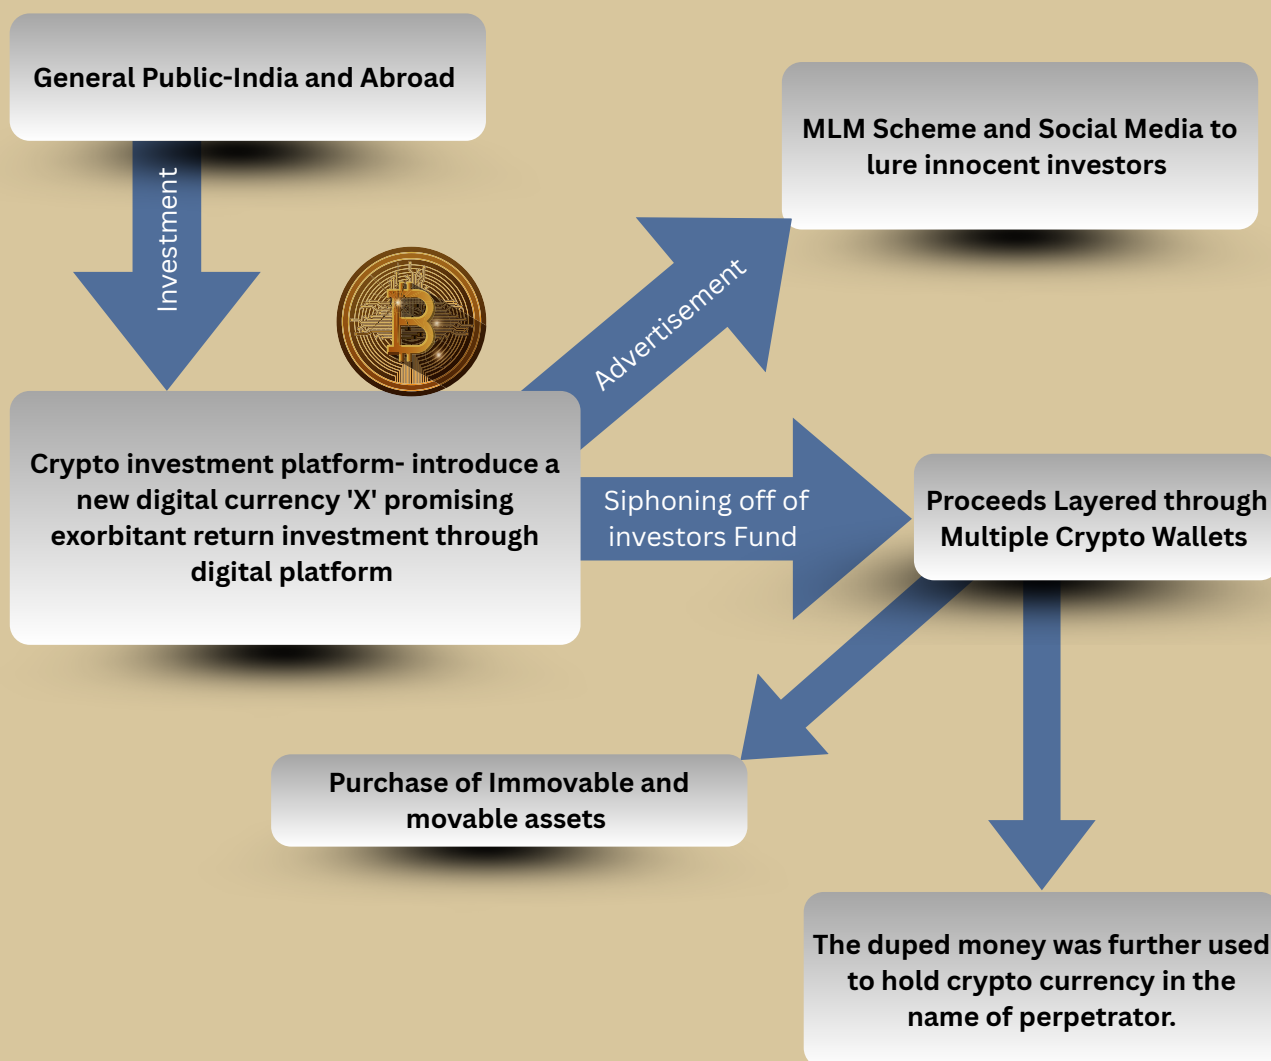 General Public-India and Abroad
MLM Scheme and Social Media to
lure innocent investors
Investment
Advertisement
Crypto investment platform- introduce a
new digital currency 'X' promising
exorbitant return investment through
digital platform
Siphoning off of
investors Fund
Proceeds Layered through
Multiple Crypto Wallets
Purchase of Immovable and
movable assets
The duped money was further used
to hold crypto currency in the
name of perpetrator.